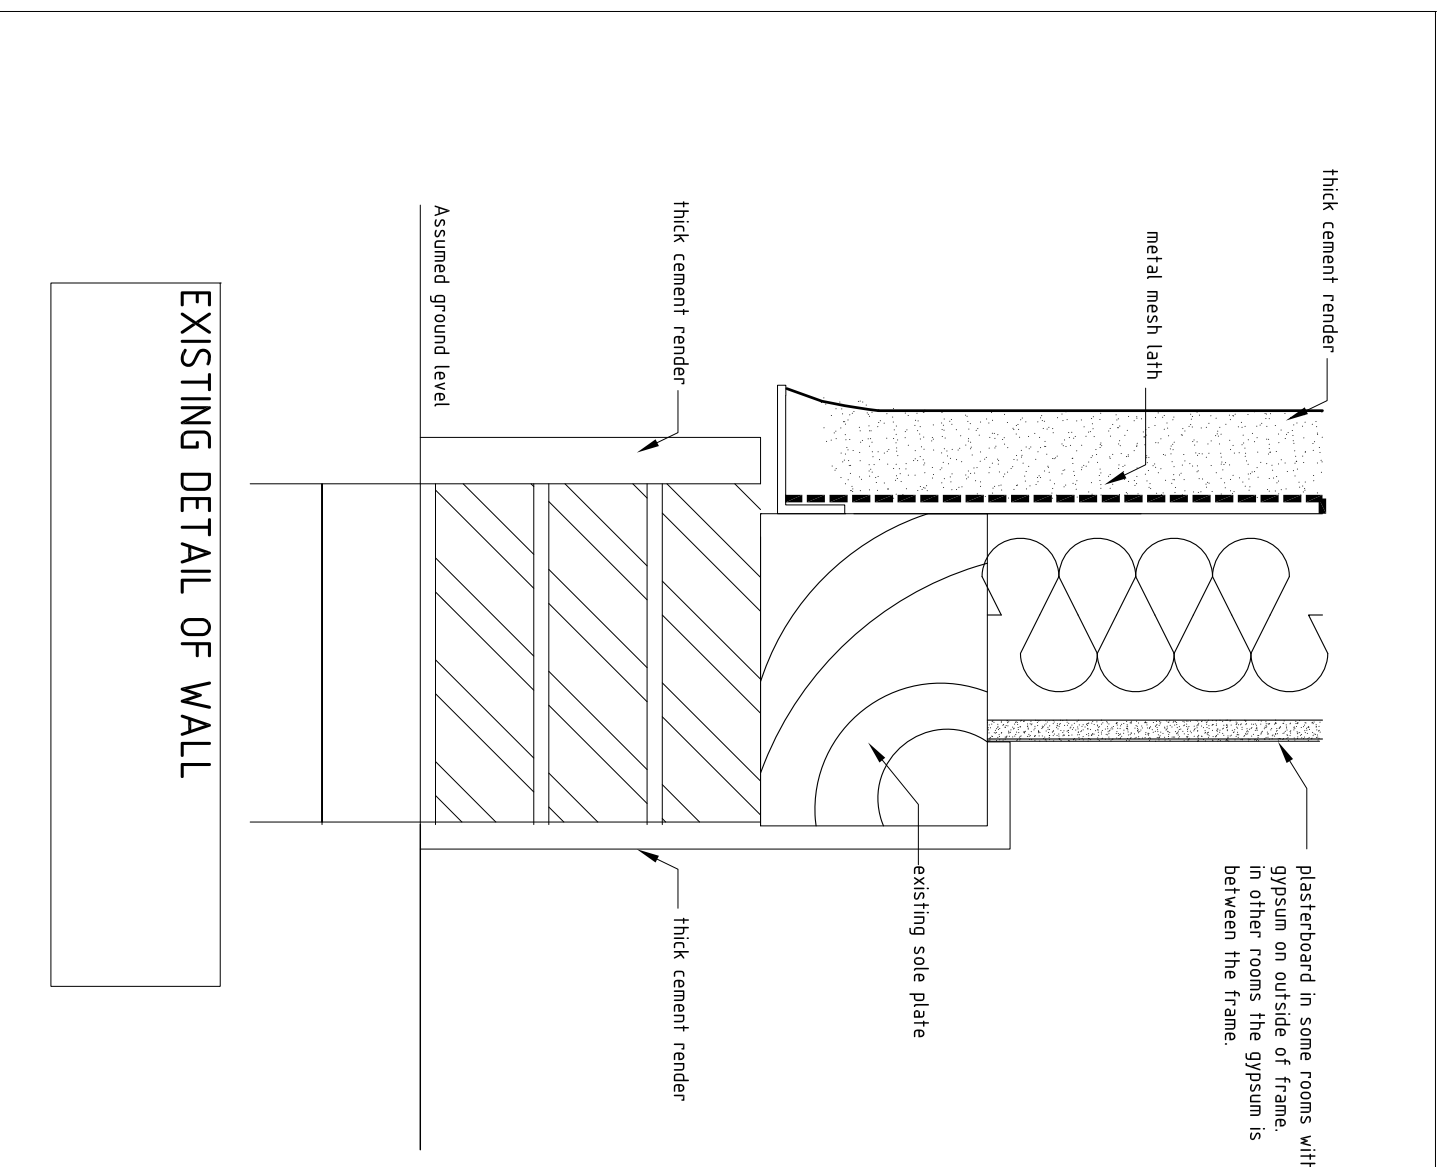 thick cement render
metal mesh lath
plasterboard in some rooms with
gypsum on outside of frame.
in other rooms the gypsum is
between the frame.
existing sole plate
thick cement render
thick cement render
Assumed ground level
EXISTING DETAIL OF WALL